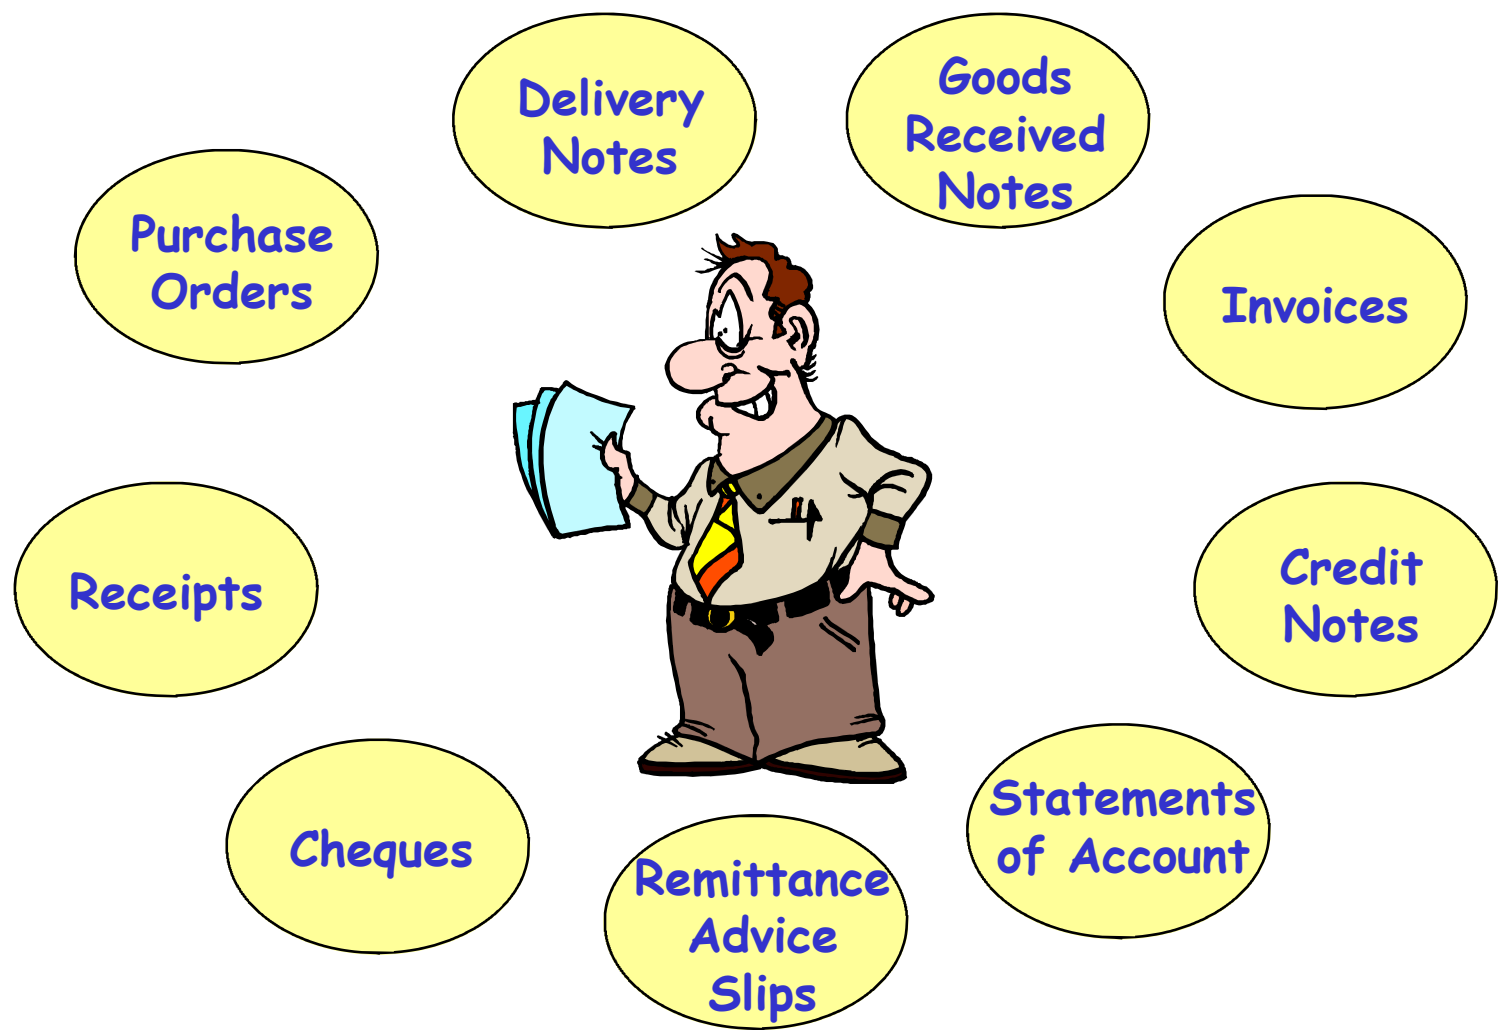 Purchase
Orders
Delivery
Notes
Goods
Received
Notes
Invoices
Credit
Notes
Statements
of Account
Remittance
Advice
Slips
Cheques
Receipts